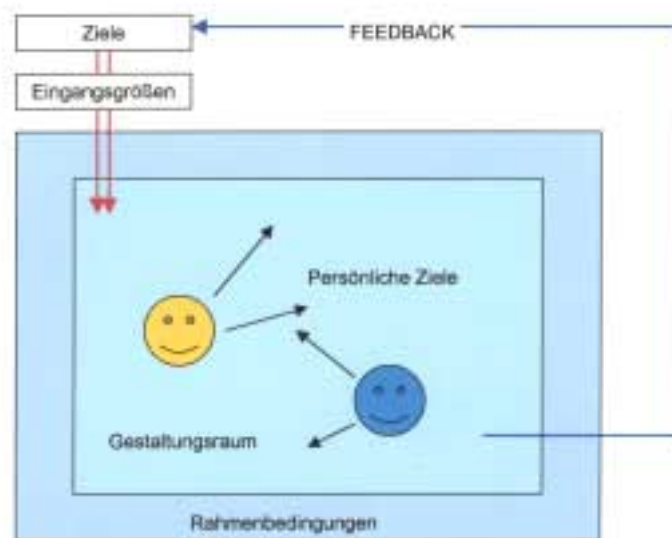 Ziele
FEEDBACK
Eingangsgrößen
Persönliche Ziele
Gestaltungsraum
Rahmenbedingungen